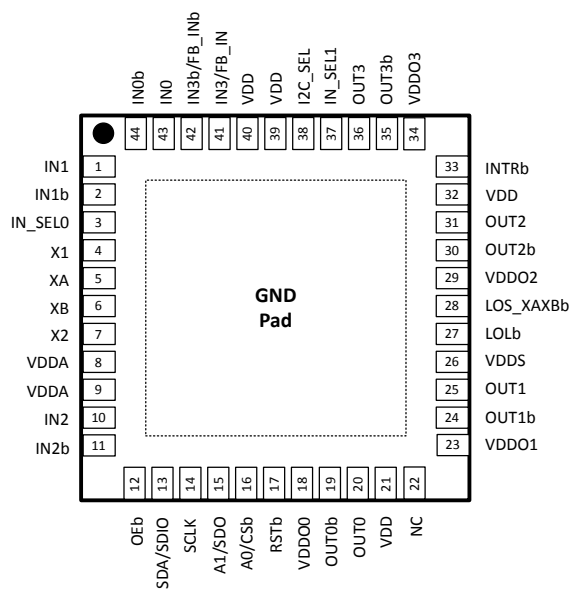 IN0b
IN0
IN3b/FB_INb
IN3/FB_IN
VDD
VDD
I2C_SEL
IN_SEL1
OUT3
OUT3b
VDDO3
44
43
42
41
40
39
38
37
36
35
34
IN1 1
IN1b 2
IN_SEL0 3
X1 4
XA 5
XB 6
X2 7
VDDA 8
VDDA 9
IN2 10
IN2b 11
GND
Pad
33 INTRb
32 VDD
31 OUT2
30 OUT2b
29 VDDO2
28 LOS_XAXBb
27 LOLb
26 VDDS
25 OUT1
24 OUT1b
23 VDDO1
12
13
14
15
16
17
18
19
20
21
22
OEb
SDA/SDIO
SCLK
A1/SDO
A0/CSb
RSTb
VDDO0
OUT0b
OUT0
VDD
NC